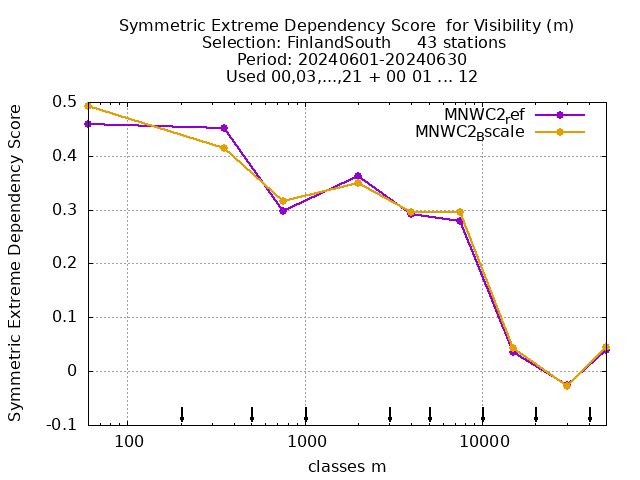 Symmetric Extreme Dependency Score  for Visibility (m)
Selection: FinlandSouth     43 stations
Period: 20240601-20240630
Used 00,03,...,21 + 00 01 ... 12
MNWC2_ref
MNWC2_Bscale
Symmetric Extreme Dependency Score
0.5
0.4
0.3
0.2
0.1
0
-0.1
100 1000 10000
classes m